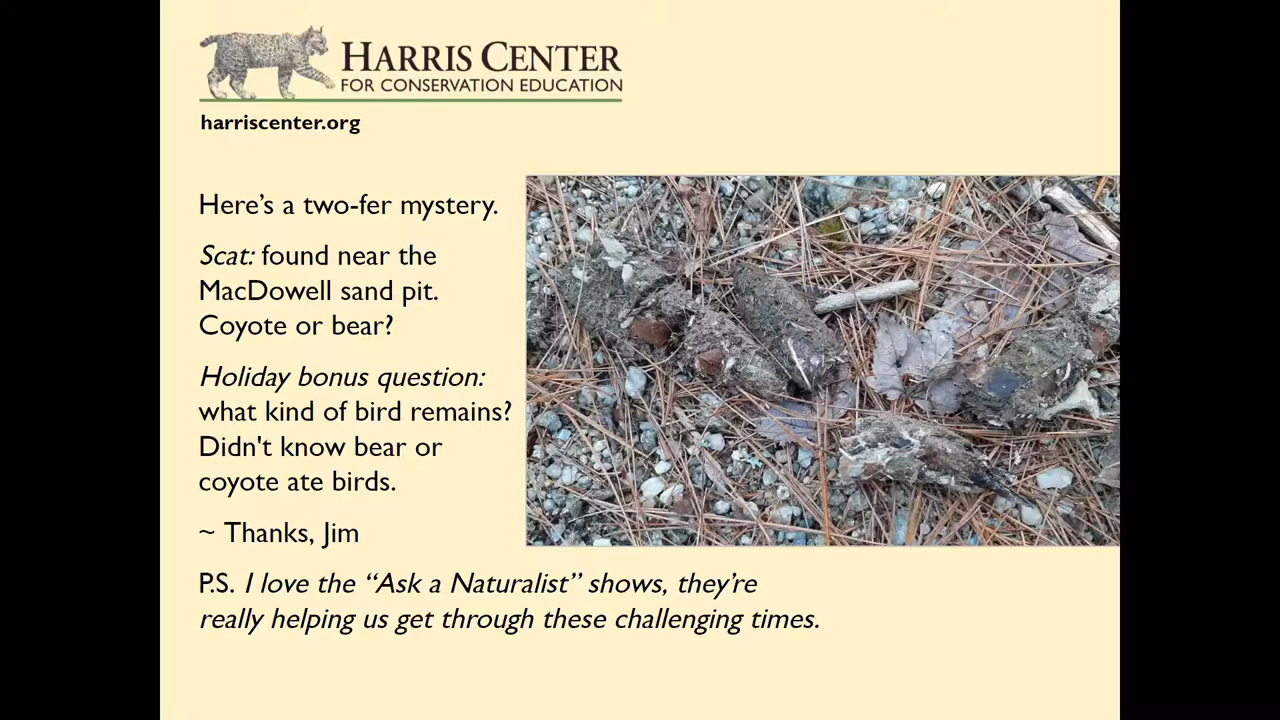 HARRIS CENTER
FOR CONSERVATION EDUCATION
harriscenter.org
Here’s a two-fer mystery.
Scat: found near the
MacDowell sand pit.
Coyote or bear?
Holiday bonus question:
what kind of bird remains?
Didn't know bear or
coyote ate birds.
~ Thanks, Jim
P.S. I love the “Ask a Naturalist” shows, they’re
really helping us get through these challenging times.